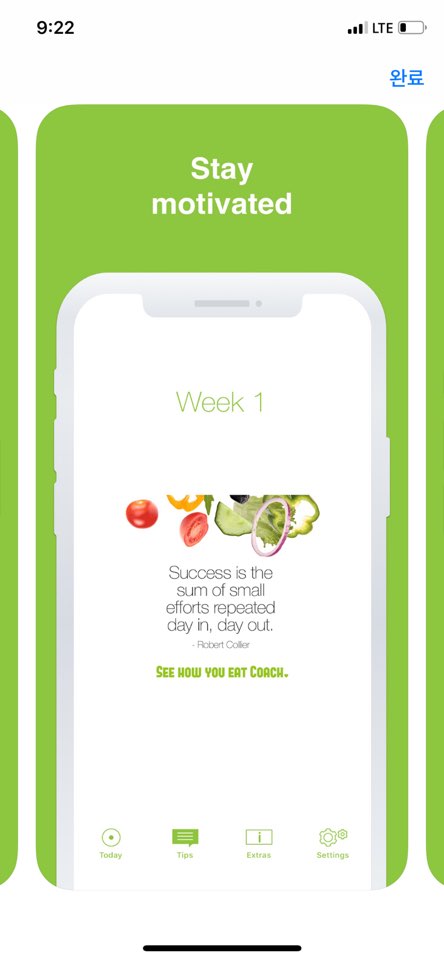 9:22
LTE
완료
Stay
motivated
Week 1
Success is the
sum of small
efforts repeated
day in, day out.
- Robert Collier
See how you eat Coach.
Today
Tips
Extras
Settings